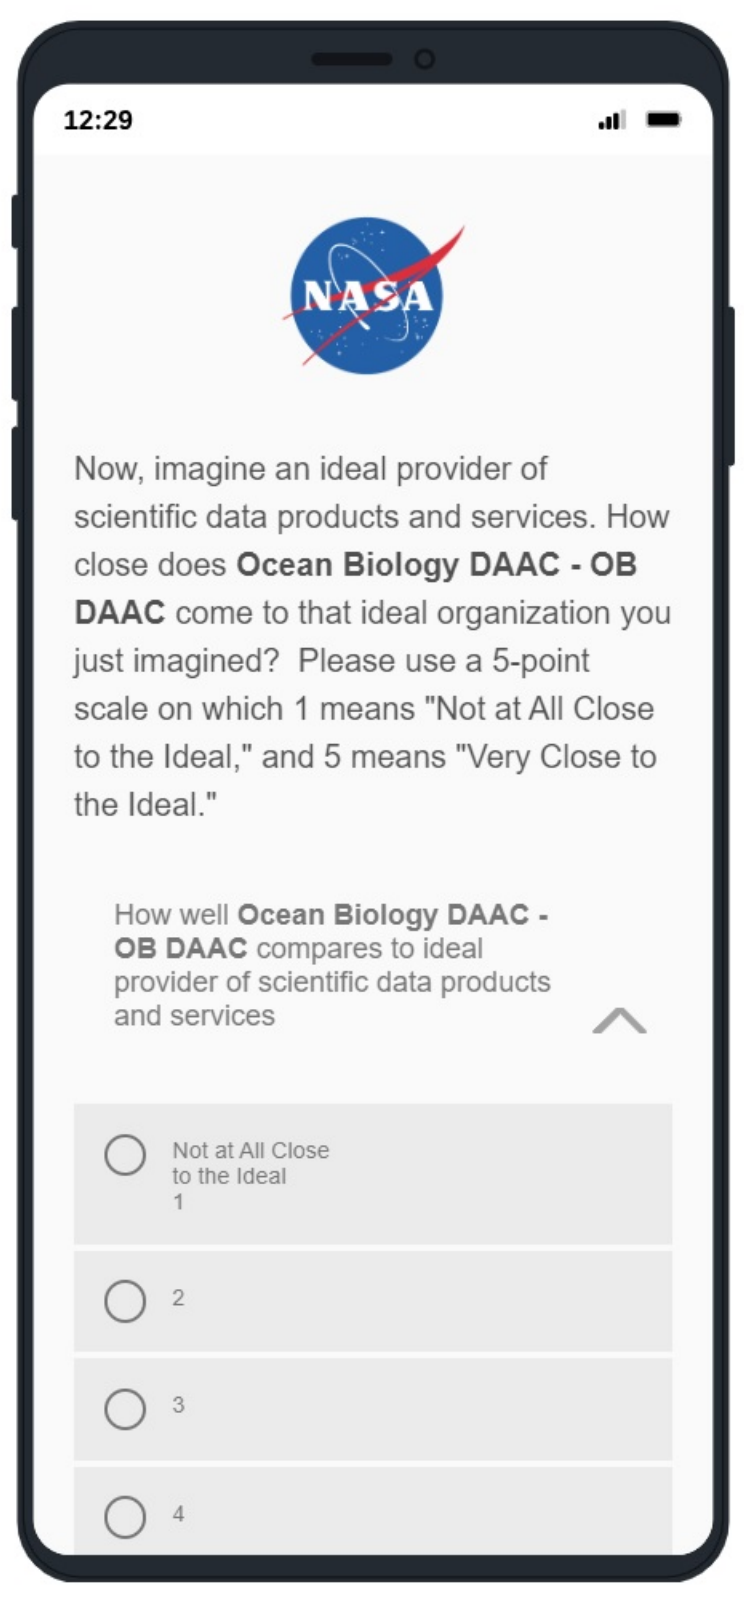 12:29
NASA
Now, imagine an ideal provider of
scientific data products and services. How
close does Ocean Biology DAAC - OB
DAAC come to that ideal organization you
just imagined?  Please use a 5-point
scale on which 1 means "Not at All Close
to the Ideal," and 5 means "Very Close to
the Ideal."
How well Ocean Biology DAAC -
OB DAAC compares to ideal
provider of scientific data products
and services
Not at All Close
to the Ideal
1
2
3
4